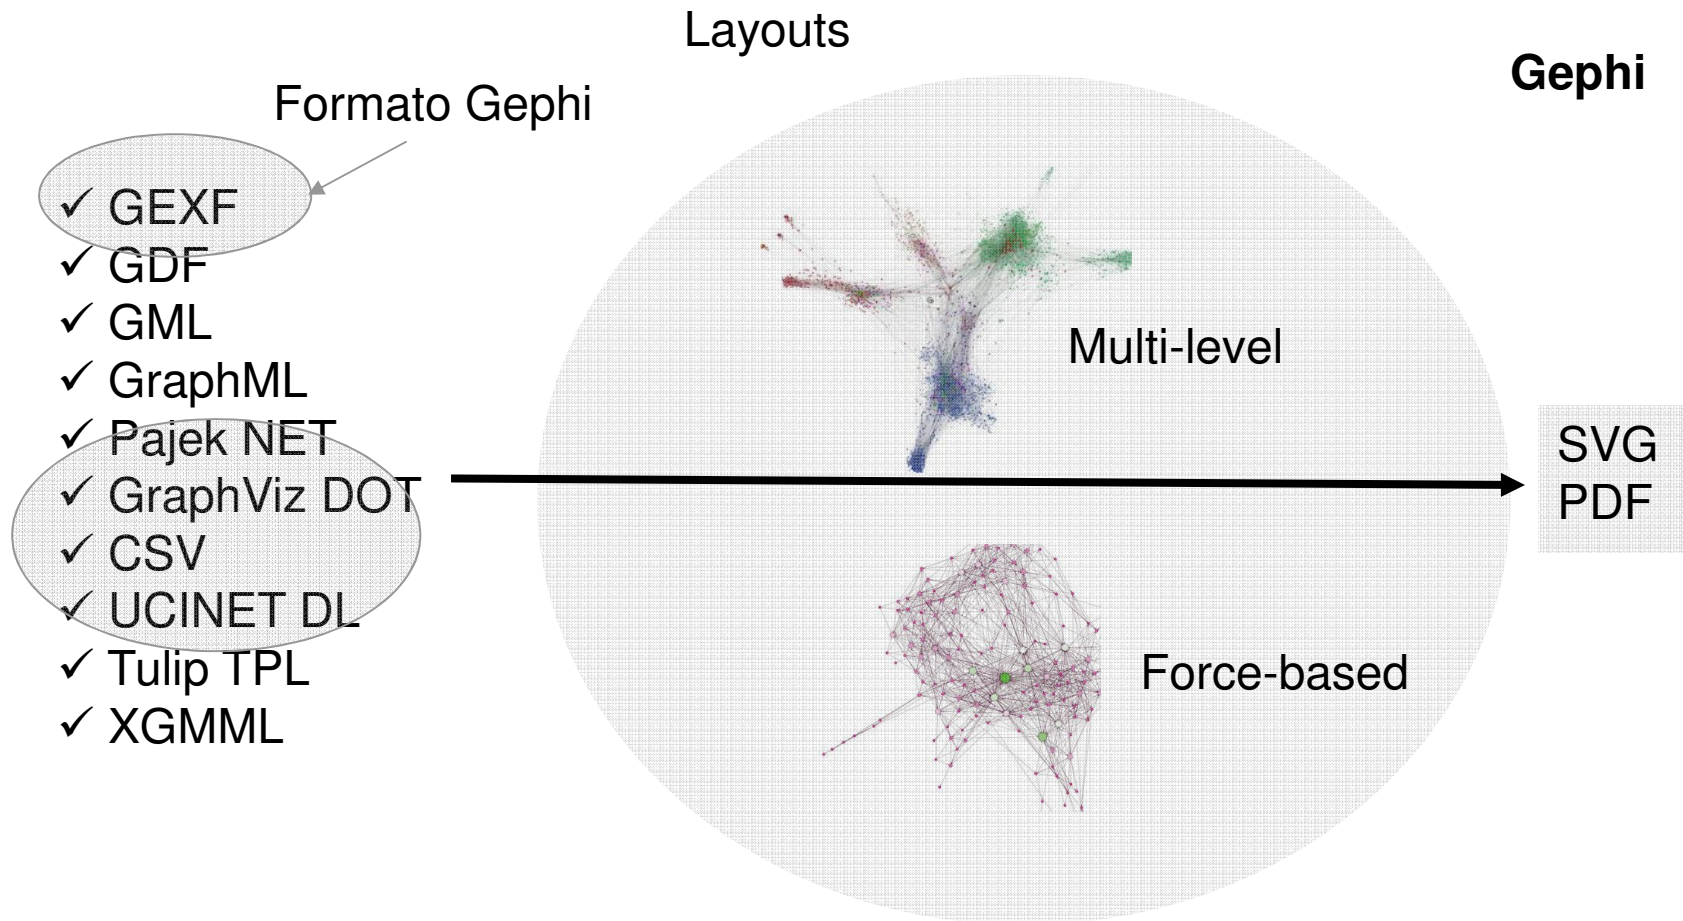 Layouts
Gephi
Formato Gephi
✓ GEXF
✓ GDF
✓ GML
✓ GraphML
✓ Pajek NET
✓ GraphViz DOT
✓ CSV
✓ UCINET DL
✓ Tulip TPL
✓ XGMML
Multi-level
Force-based
SVG
PDF